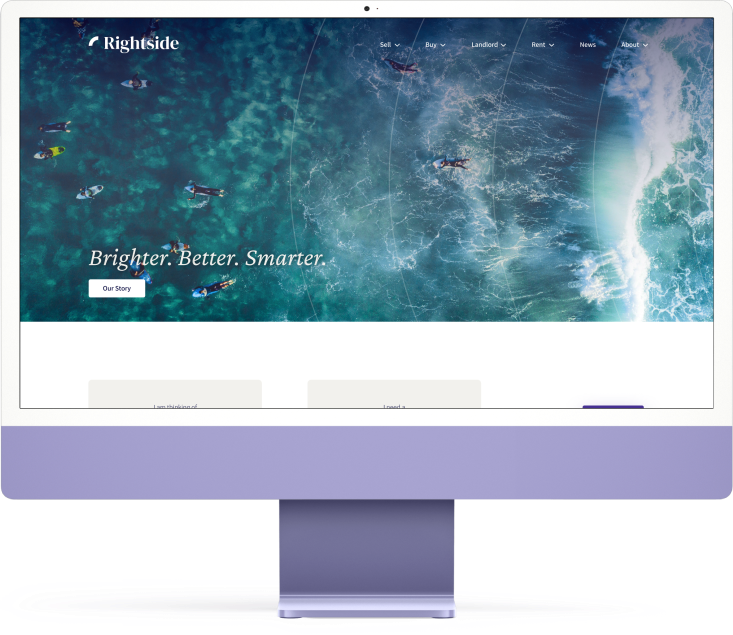 Rightside
Sell Buy Landlord Rent News About
Brighter. Better. Smarter.
Our Story
I am thinking of
I need a